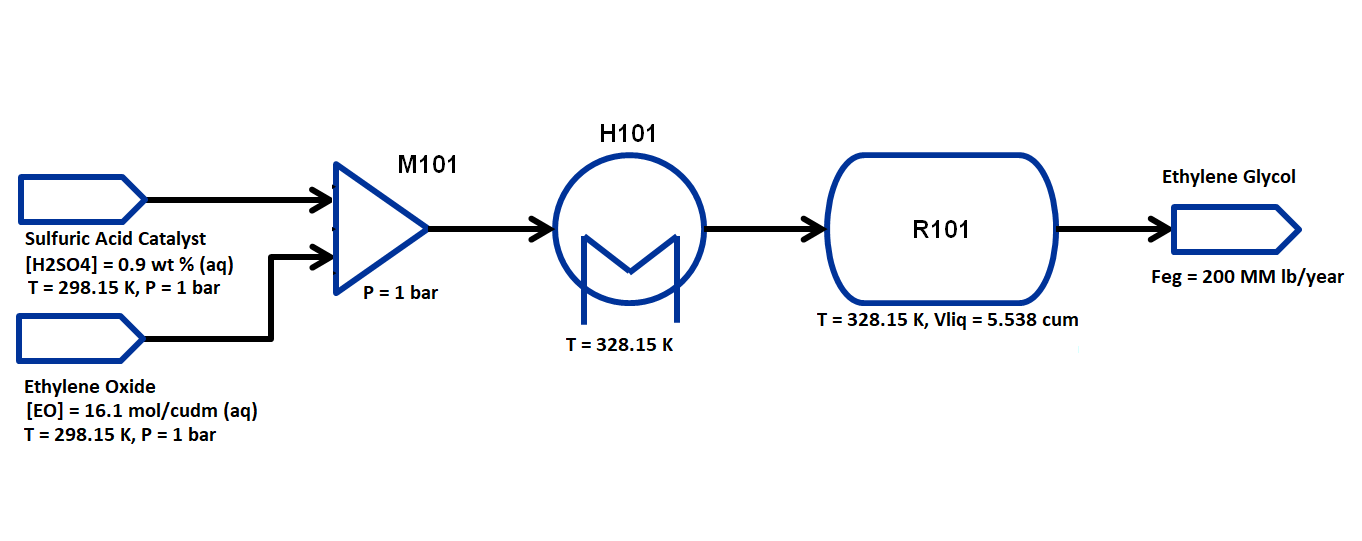 H101
M101
Sulfuric Acid Catalyst
[H2SO4] = 0.9 wt % (aq)
T = 298.15 K, P = 1 bar
P = 1 bar
T = 328.15 K
R101
T = 328.15 K, Vliq = 5.538 cum
Ethylene Glycol
Feg = 200 MM lb/year
Ethylene Oxide
[EO] = 16.1 mol/cudm (aq)
T = 298.15 K, P = 1 bar